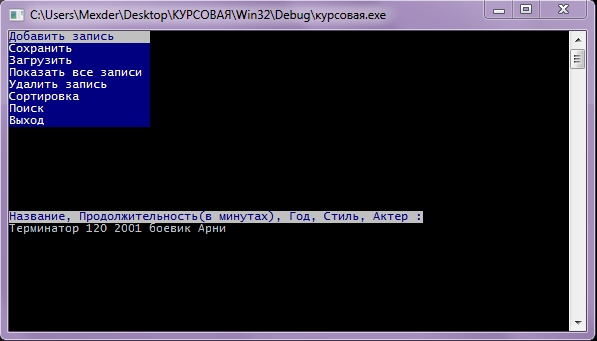 C:\Users\Mexder\Desktop\КУРСОВАЯ\Win32\Debug\курсовая.exe
Добавить запись
Сохранить
Загрузить
Показать все записи
Удалить запись
Сортировка
Поиск
Выход
Название, Продолжительность(в минутах), Год, Стиль, Актер :
Терминатор 120 2001 боевик Арни